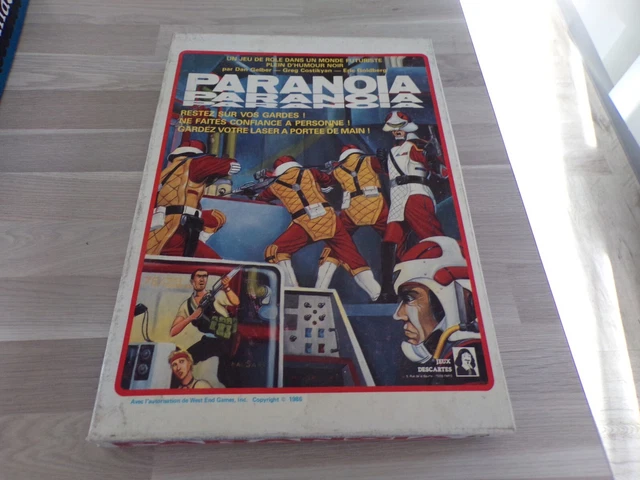 UN JEU DE ROLE DANS UN MONDE FUTURISTE
PLEIN D'HUMOUR NOIR
par Dan Gelber — Greg Costikyan — Eric Goldberg
PARANOIA
PARANOIA
RESTEZ SUR VOS GARDES !
NE FAITES CONFIANCE A PERSONNE !
GARDEZ VOTRE LASER A PORTEE DE MAIN !
JEUX
DESCARTES
Avec l'autorisation de West End Games, Inc. Copyright ©